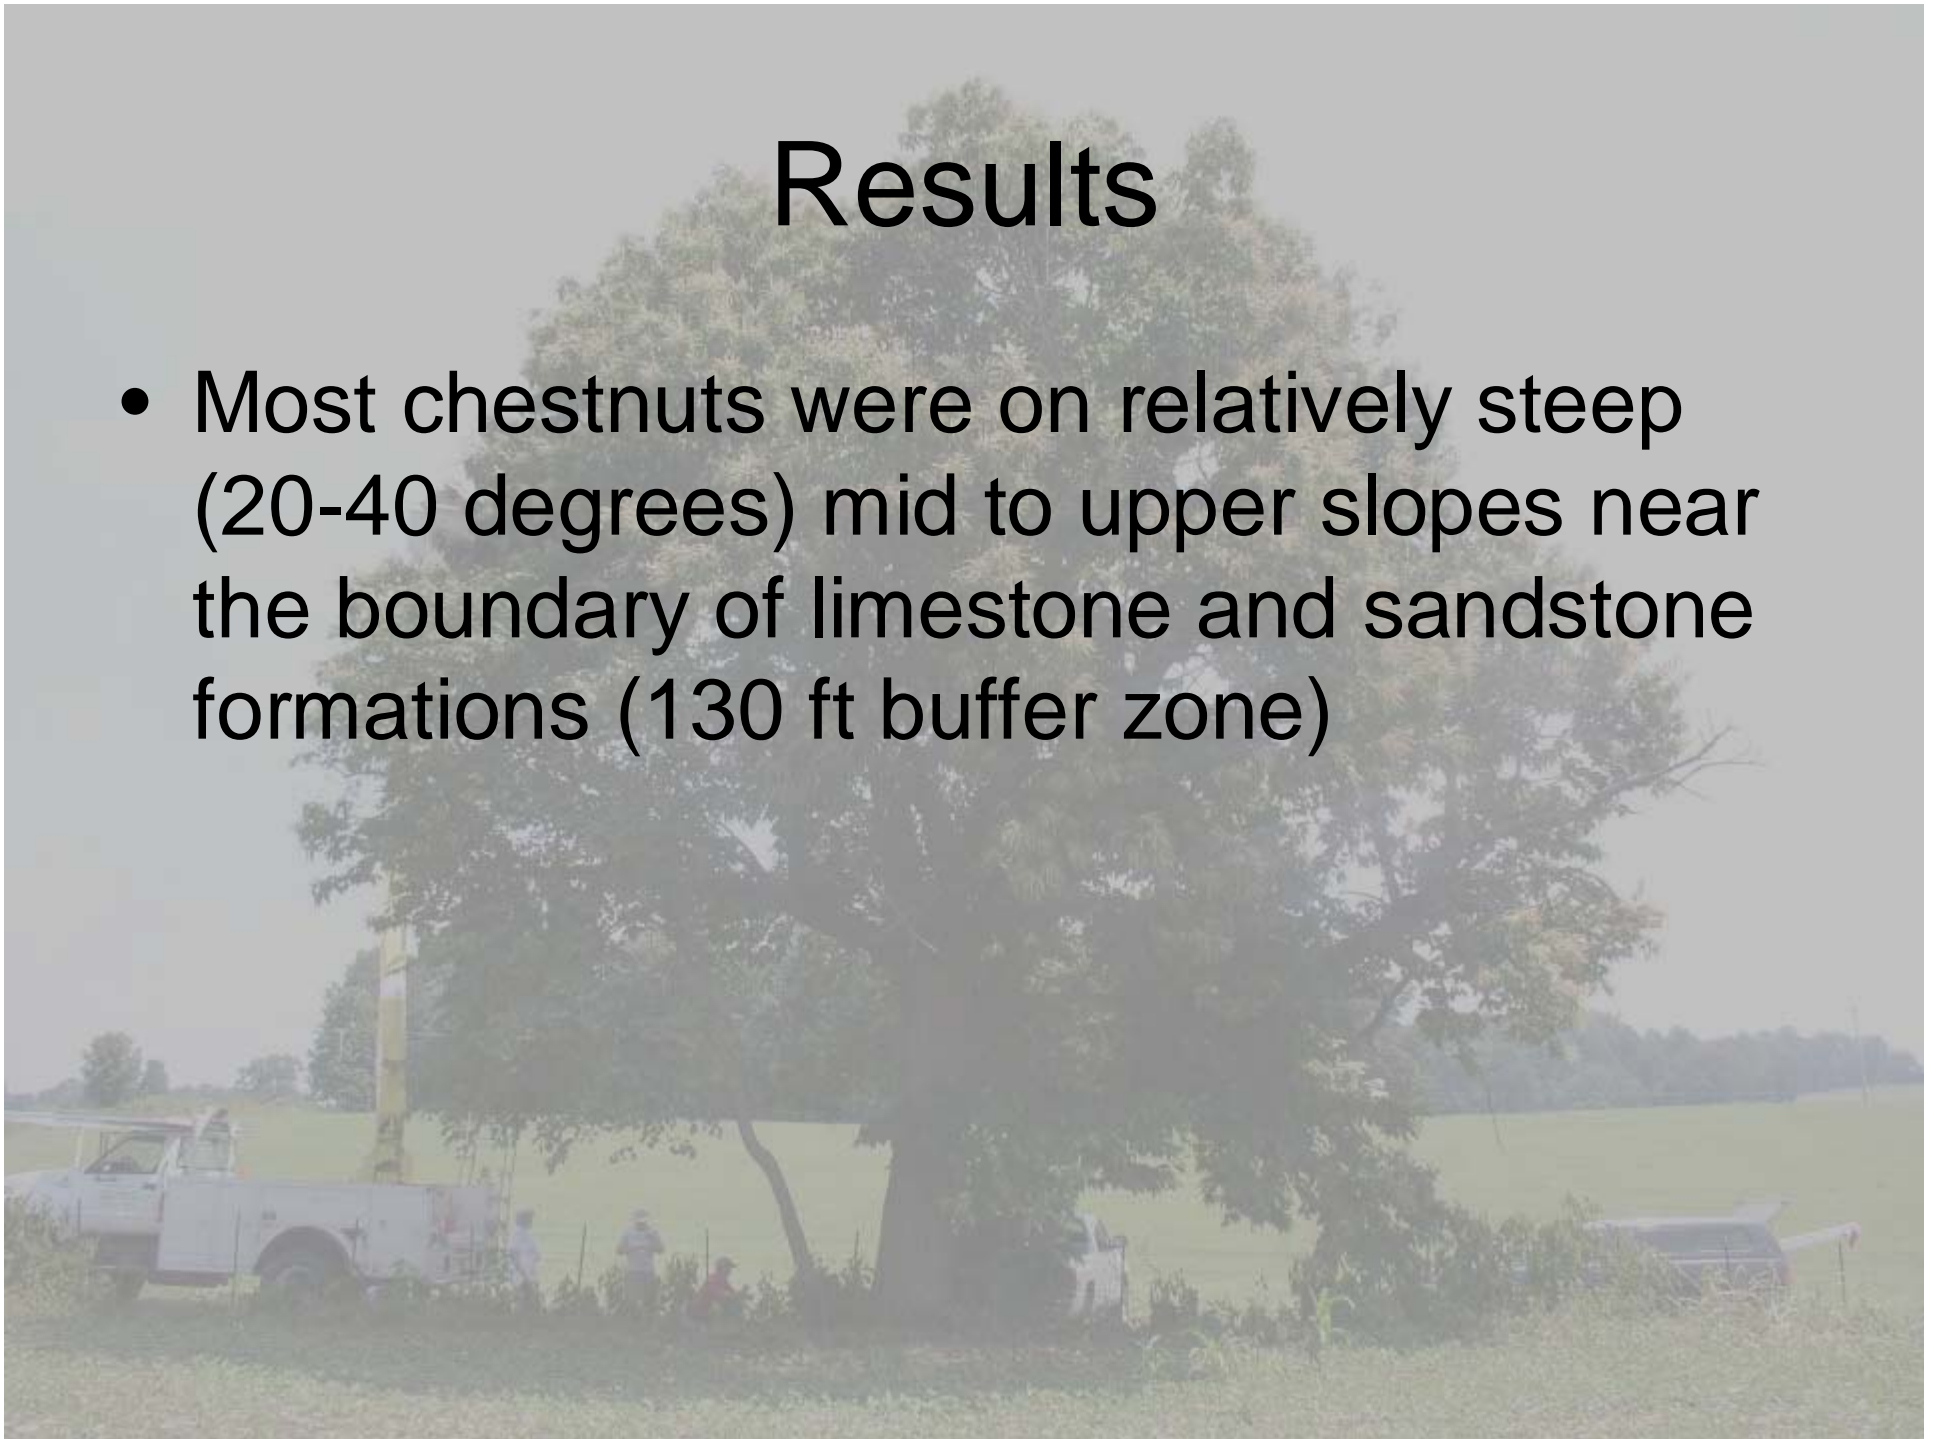 Results
• Most chestnuts were on relatively steep
(20-40 degrees) mid to upper slopes near
the boundary of limestone and sandstone
formations (130 ft buffer zone)